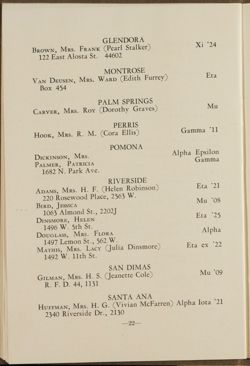 GLENDORA
BROWN, MRS. FRANK (Pearl Stalker) Xi '24
122 East Alosta St. 44602
MONTROSE
VAN DEUSEN, MRS. WARD (Edith Furrey) Eta
Box 454
PALM SPRINGS
CARVER, MRS. ROY (Dorothy Graves) Mu
PERRIS
HOOK, MRS. R. M. (Cora Ellis) Gamma '11
POMONA
DICKINSON, MRS. Alpha Epsilon
PALMER, PATRICIA Gamma
1682 N. Park Ave.
RIVERSIDE
ADAMS, MRS. H. F. (Helen Robinson) Eta '21
220 Rosewood Place, 2563 W.
BIRD, JESSICA Mu '08
1063 Almond St., 2202J
DINSMORE, HELEN Eta '25
1496 W. 5th St.
DOUGLASS, MRS. FLORA Alpha
1497 Lemon St., 562 W.
MATHIS, MRS. LACY (Julia Dinsmore) Eta ex '22
1492 W. 11th St.
SAN DIMAS
GILMAN, MRS. H. S. (Jeanette Cole) Mu '09
R. F. D. 44, 1131
SANTA ANA
HUFFMAN, MRS. H. G. (Vivian McFarren) Alpha Iota '21
2340 Riverside Dr., 2130
—22—